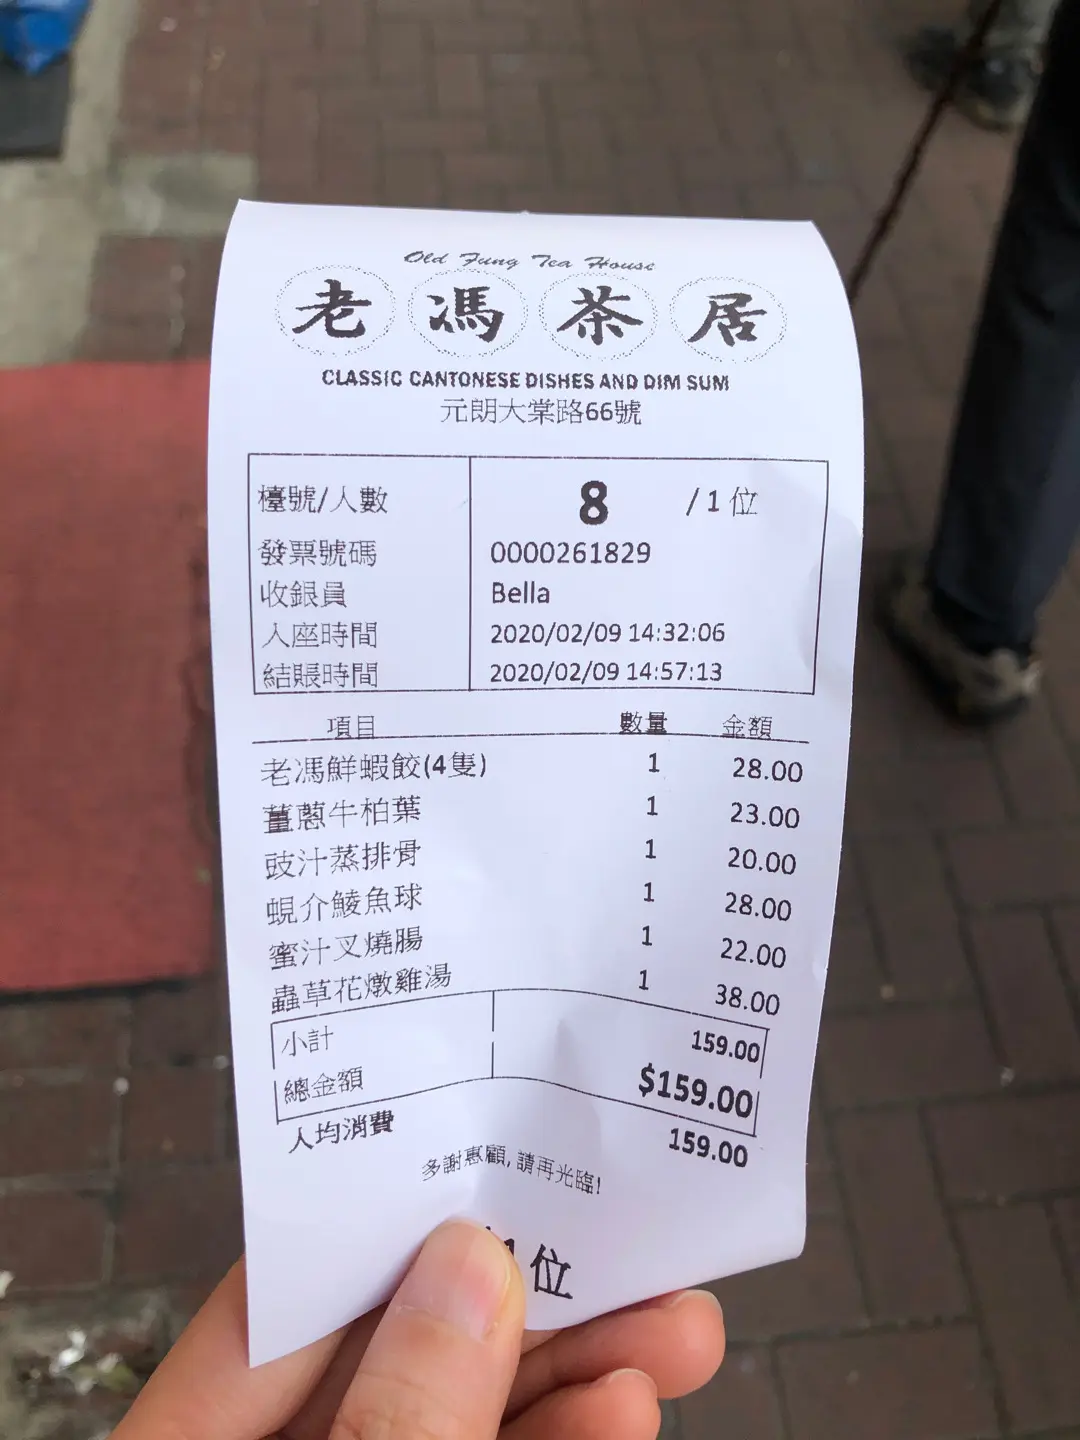 Old Fung Tea House
老馮茶居
CLASSIC CANTONESE DISHES AND DIM SUM
元朗大棠路66號
檯號/人數 8 /1 位
發票號碼 0000261829
收銀員 Bella
入座時間 2020/02/09 14:32:06
結賬時間 2020/02/09 14:57:13
項目 數量 金額
老馮鮮蝦餃(4隻) 1 28.00
薑蔥牛柏葉 1 23.00
豉汁蒸排骨 1 20.00
蜆介鯪魚球 1 28.00
蜜汁叉燒腸 1 22.00
蟲草花燉雞湯 1 38.00
小計 159.00
總金額 $159.00
人均消費 159.00
多謝惠顧, 請再光臨!
位